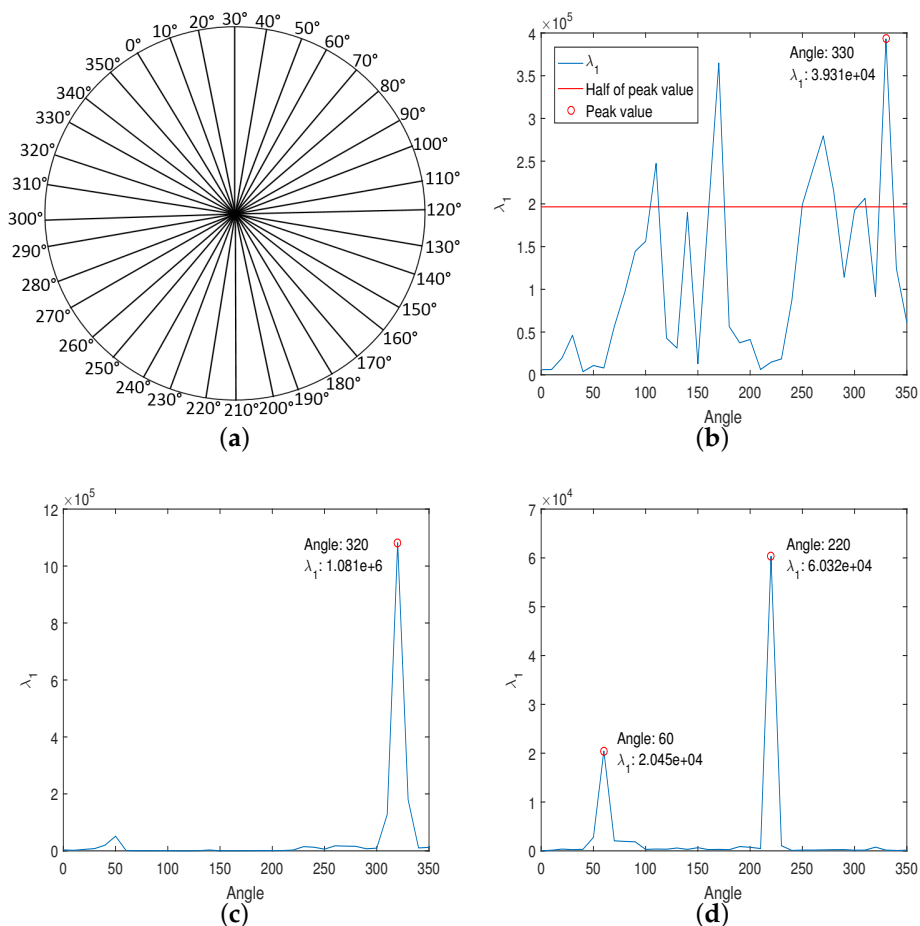 30°
40°
50°
60°
70°
80°
90°
100°
110°
120°
130°
140°
150°
160°
170°
180°
190°
200°
210°
220°
230°
240°
250°
260°
270°
280°
290°
300°
310°
320°
330°
340°
350°
0°
10°
20°
(a)
×10⁵
4
3.5
3
2.5
2
1.5
1
0.5
0
λ₁
λ₁
Half of peak value
Peak value
Angle: 330
λ₁: 3.931e+04
0 50 100 150 200 250 300 350
Angle
(b)
×10⁵
12
10
8
6
4
2
0
λ₁
Angle: 320
λ₁: 1.081e+6
0 50 100 150 200 250 300 350
Angle
(c)
×10⁴
7
6
5
4
3
2
1
0
λ₁
Angle: 220
λ₁: 6.032e+04
Angle: 60
λ₁: 2.045e+04
0 50 100 150 200 250 300 350
Angle
(d)